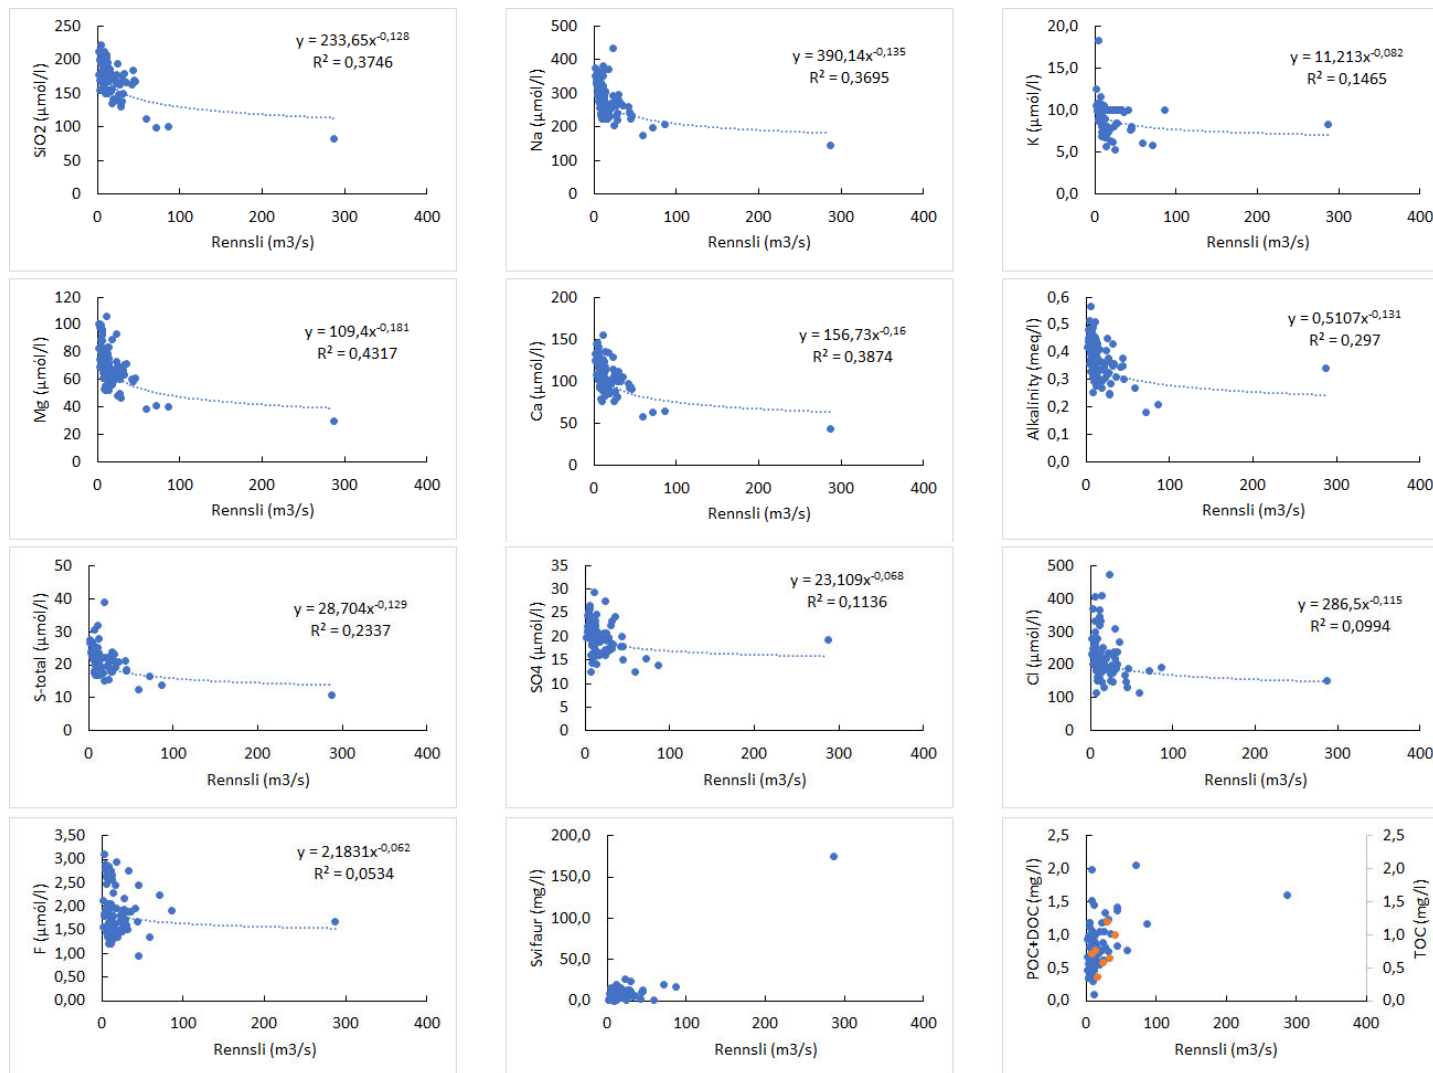 250
200
150
100
50
0
SiO2 (µmól/l)
y = 233,65x^-0,128
R² = 0,3746
0 100 200 300 400
Rennsli (m3/s)
500
400
300
200
100
0
Na (µmól/l)
y = 390,14x^-0,135
R² = 0,3695
0 100 200 300 400
Rennsli (m3/s)
20,0
15,0
10,0
5,0
0,0
K (µmól/l)
y = 11,213x^-0,082
R² = 0,1465
0 100 200 300 400
Rennsli (m3/s)
120
100
80
60
40
20
0
Mg (µmól/l)
y = 109,4x^-0,181
R² = 0,4317
0 100 200 300 400
Rennsli (m3/s)
200
150
100
50
0
Ca (µmól/l)
y = 156,73x^-0,16
R² = 0,3874
0 100 200 300 400
Rennsli (m3/s)
0,6
0,5
0,4
0,3
0,2
0,1
0,0
Alkalinity (meq/l)
y = 0,5107x^-0,131
R² = 0,297
0 100 200 300 400
Rennsli (m3/s)
50
40
30
20
10
0
S-total (µmól/l)
y = 28,704x^-0,129
R² = 0,2337
0 100 200 300 400
Rennsli (m3/s)
35
30
25
20
15
10
5
0
SO4 (µmól/l)
y = 23,109x^-0,068
R² = 0,1136
0 100 200 300 400
Rennsli (m3/s)
500
400
300
200
100
0
Cl (µmól/l)
y = 286,5x^-0,115
R² = 0,0994
0 100 200 300 400
Rennsli (m3/s)
3,50
3,00
2,50
2,00
1,50
1,00
0,50
0,00
F (µmól/l)
y = 2,1831x^-0,062
R² = 0,0534
0 100 200 300 400
Rennsli (m3/s)
200,0
150,0
100,0
50,0
0,0
Svifaur (mg/l)
0 100 200 300 400
Rennsli (m3/s)
2,5
2,0
1,5
1,0
0,5
0,0
POC+DOC (mg/l)
2,5
2,0
1,5
1,0
0,5
0,0
TOC (mg/l)
0 100 200 300 400
Rennsli (m3/s)